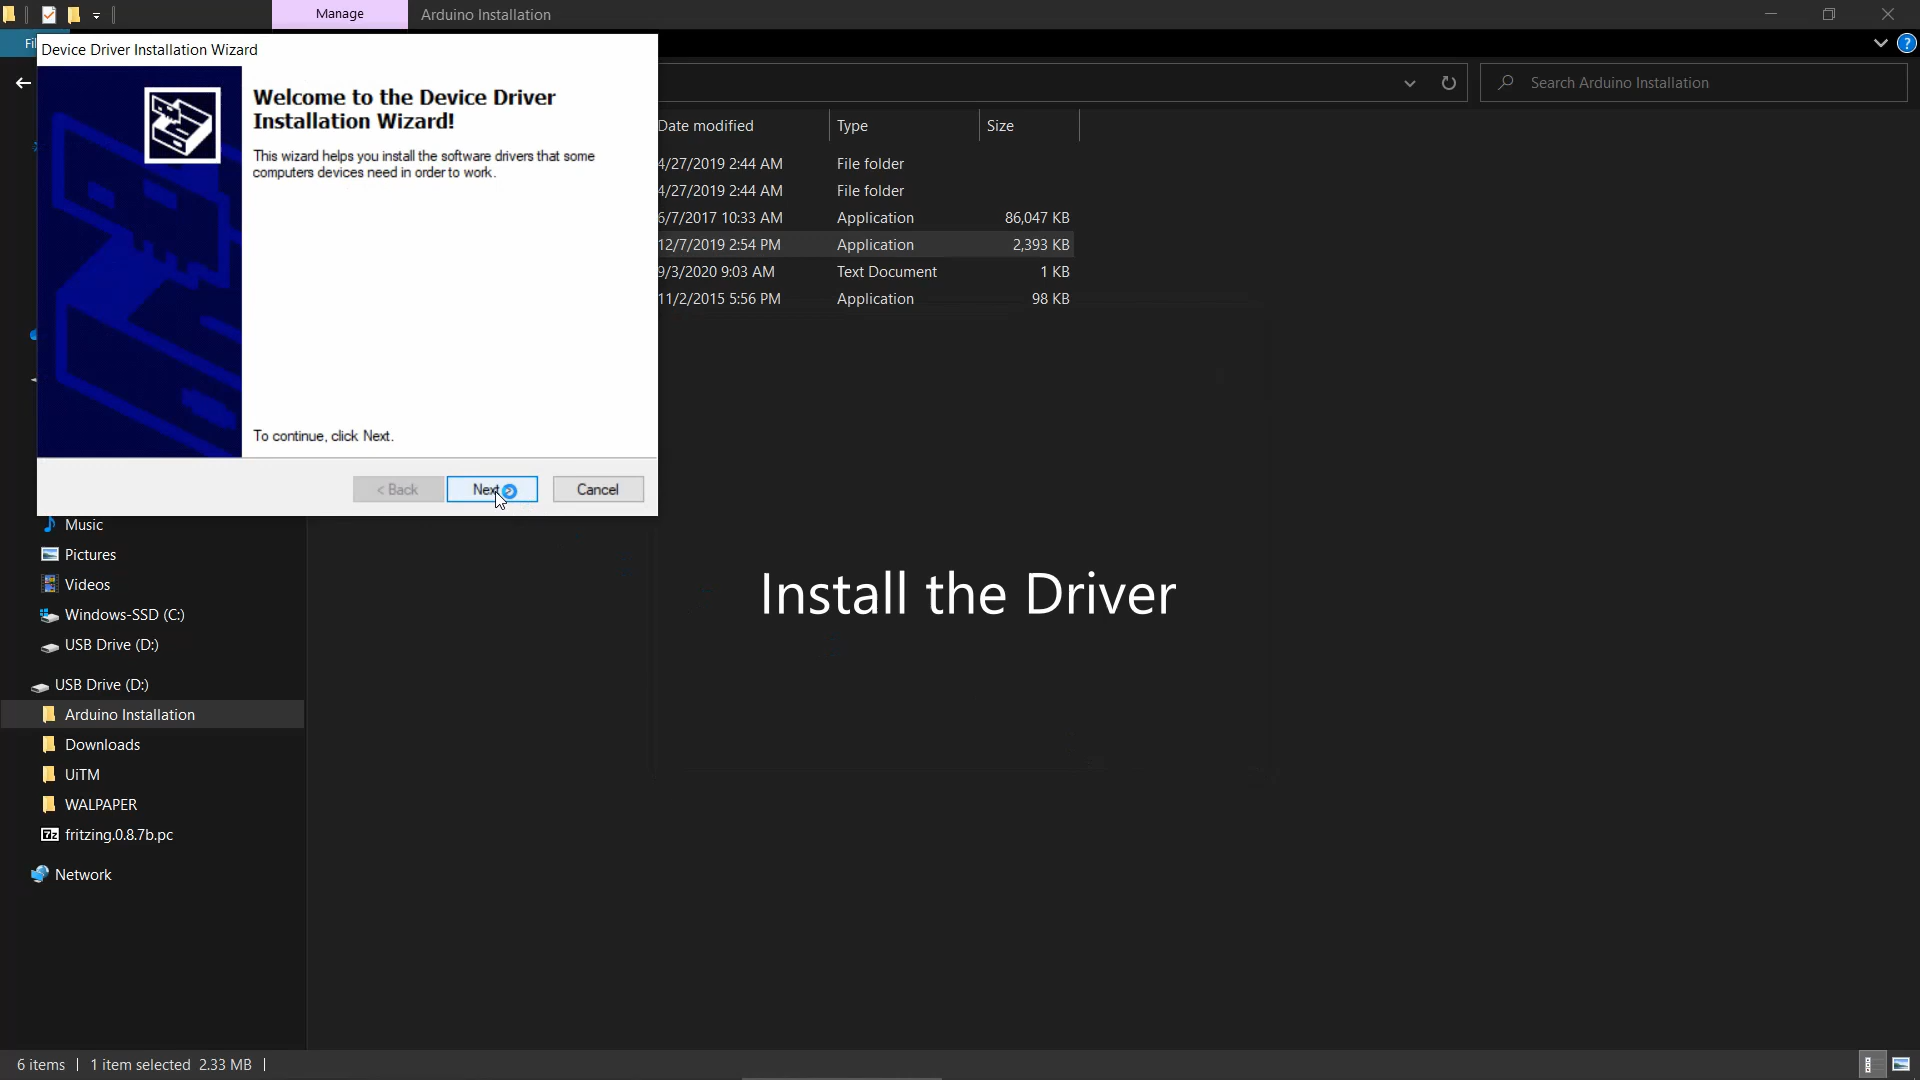 Manage
Arduino Installation
Fil
Device Driver Installation Wizard
Welcome to the Device Driver
Installation Wizard!
This wizard helps you install the software drivers that some
computers devices need in order to work.
To continue, click Next.
< Back
Next
Cancel
Search Arduino Installation
Date modified
Type
Size
4/27/2019 2:44 AM
File folder
4/27/2019 2:44 AM
File folder
6/7/2017 10:33 AM
Application
86,047 KB
12/7/2019 2:54 PM
Application
2,393 KB
9/3/2020 9:03 AM
Text Document
1 KB
11/2/2015 5:56 PM
Application
98 KB
Install the Driver
Music
Pictures
Videos
Windows-SSD (C:)
USB Drive (D:)
USB Drive (D:)
Arduino Installation
Downloads
UiTM
WALPAPER
7z
fritzing.0.8.7b.pc
Network
6 items
1 item selected
2.33 MB